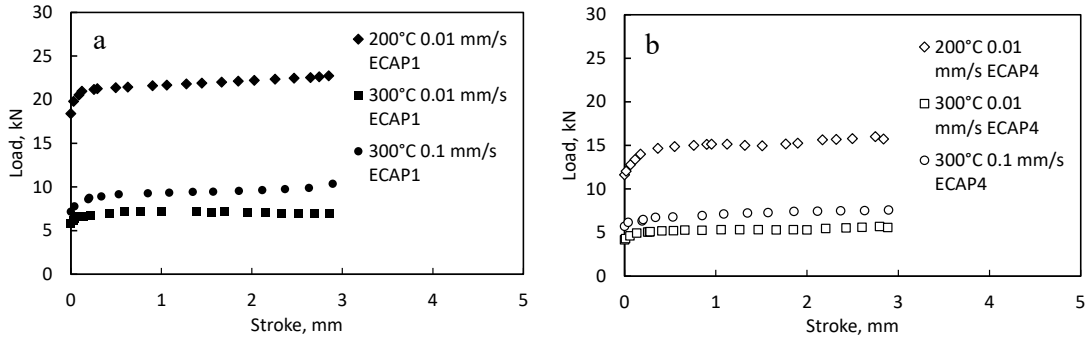 a
30
25
20
15
10
5
0
Load, kN
0 1 2 3 4 5
Stroke, mm
200°C 0.01 mm/s
ECAP1
300°C 0.01 mm/s
ECAP1
300°C 0.1 mm/s
ECAP1
b
30
25
20
15
10
5
0
Load, kN
0 1 2 3 4 5
Stroke, mm
200°C 0.01
mm/s ECAP4
300°C 0.01
mm/s ECAP4
300°C 0.1 mm/s
ECAP4